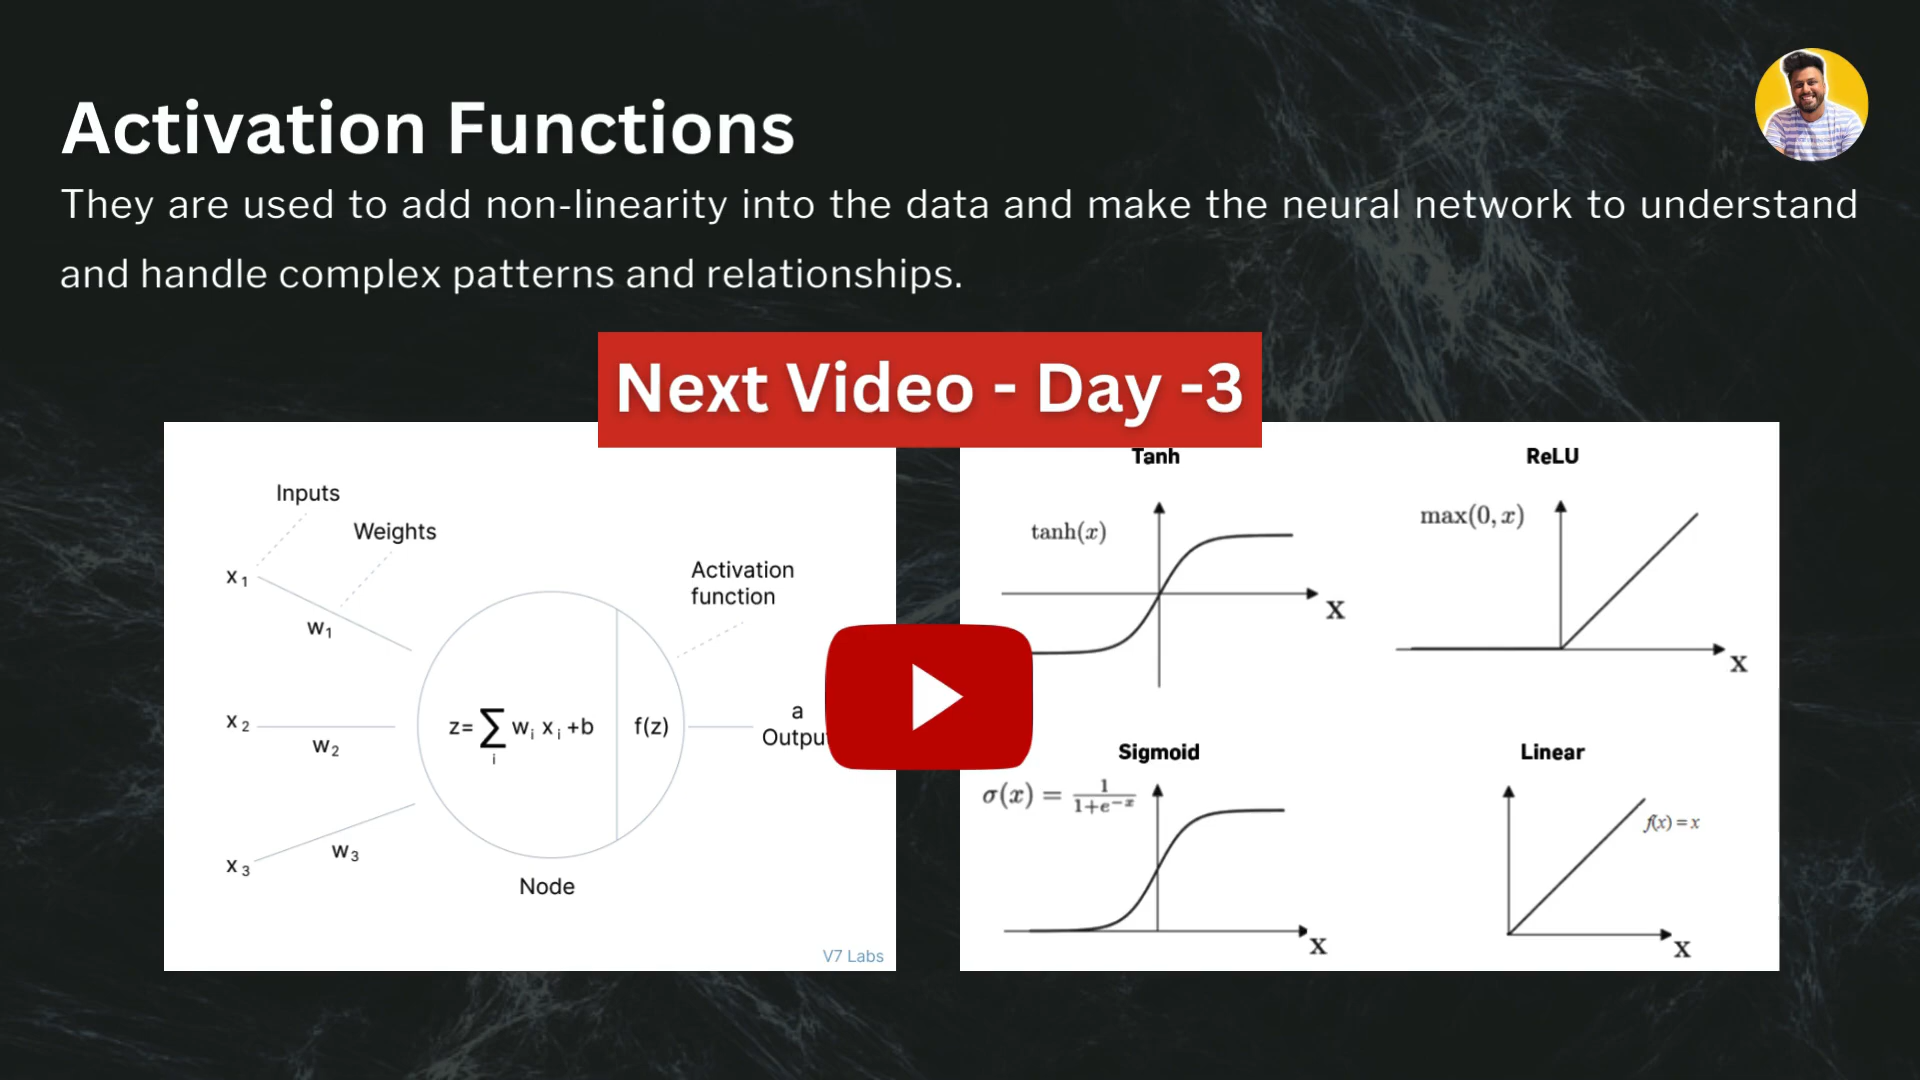 Activation Functions
They are used to add non-linearity into the data and make the neural network to understand
and handle complex patterns and relationships.
Next Video - Day -3
Inputs
Weights
x1
w1
x2
w2
x3
w3
z=∑i wi xi +b
f(z)
Activation
function
a
Outpu
Node
V7 Labs
Tanh
tanh(x)
X
ReLU
max(0, x)
X
Sigmoid
σ(x) = 1/1+e^−x
X
Linear
f(x) = x
X